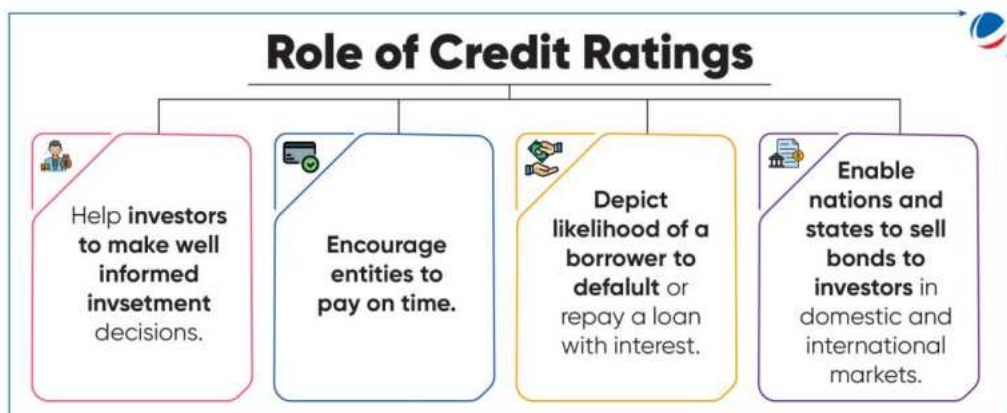 Role of Credit Ratings
Help investors
to make well
informed
invsetment
decisions.
Encourage
entities to
pay on time.
Depict
likelihood of a
borrower to
defalult or
repay a loan
with interest.
Enable
nations and
states to sell
bonds to
investors in
domestic and
international
markets.